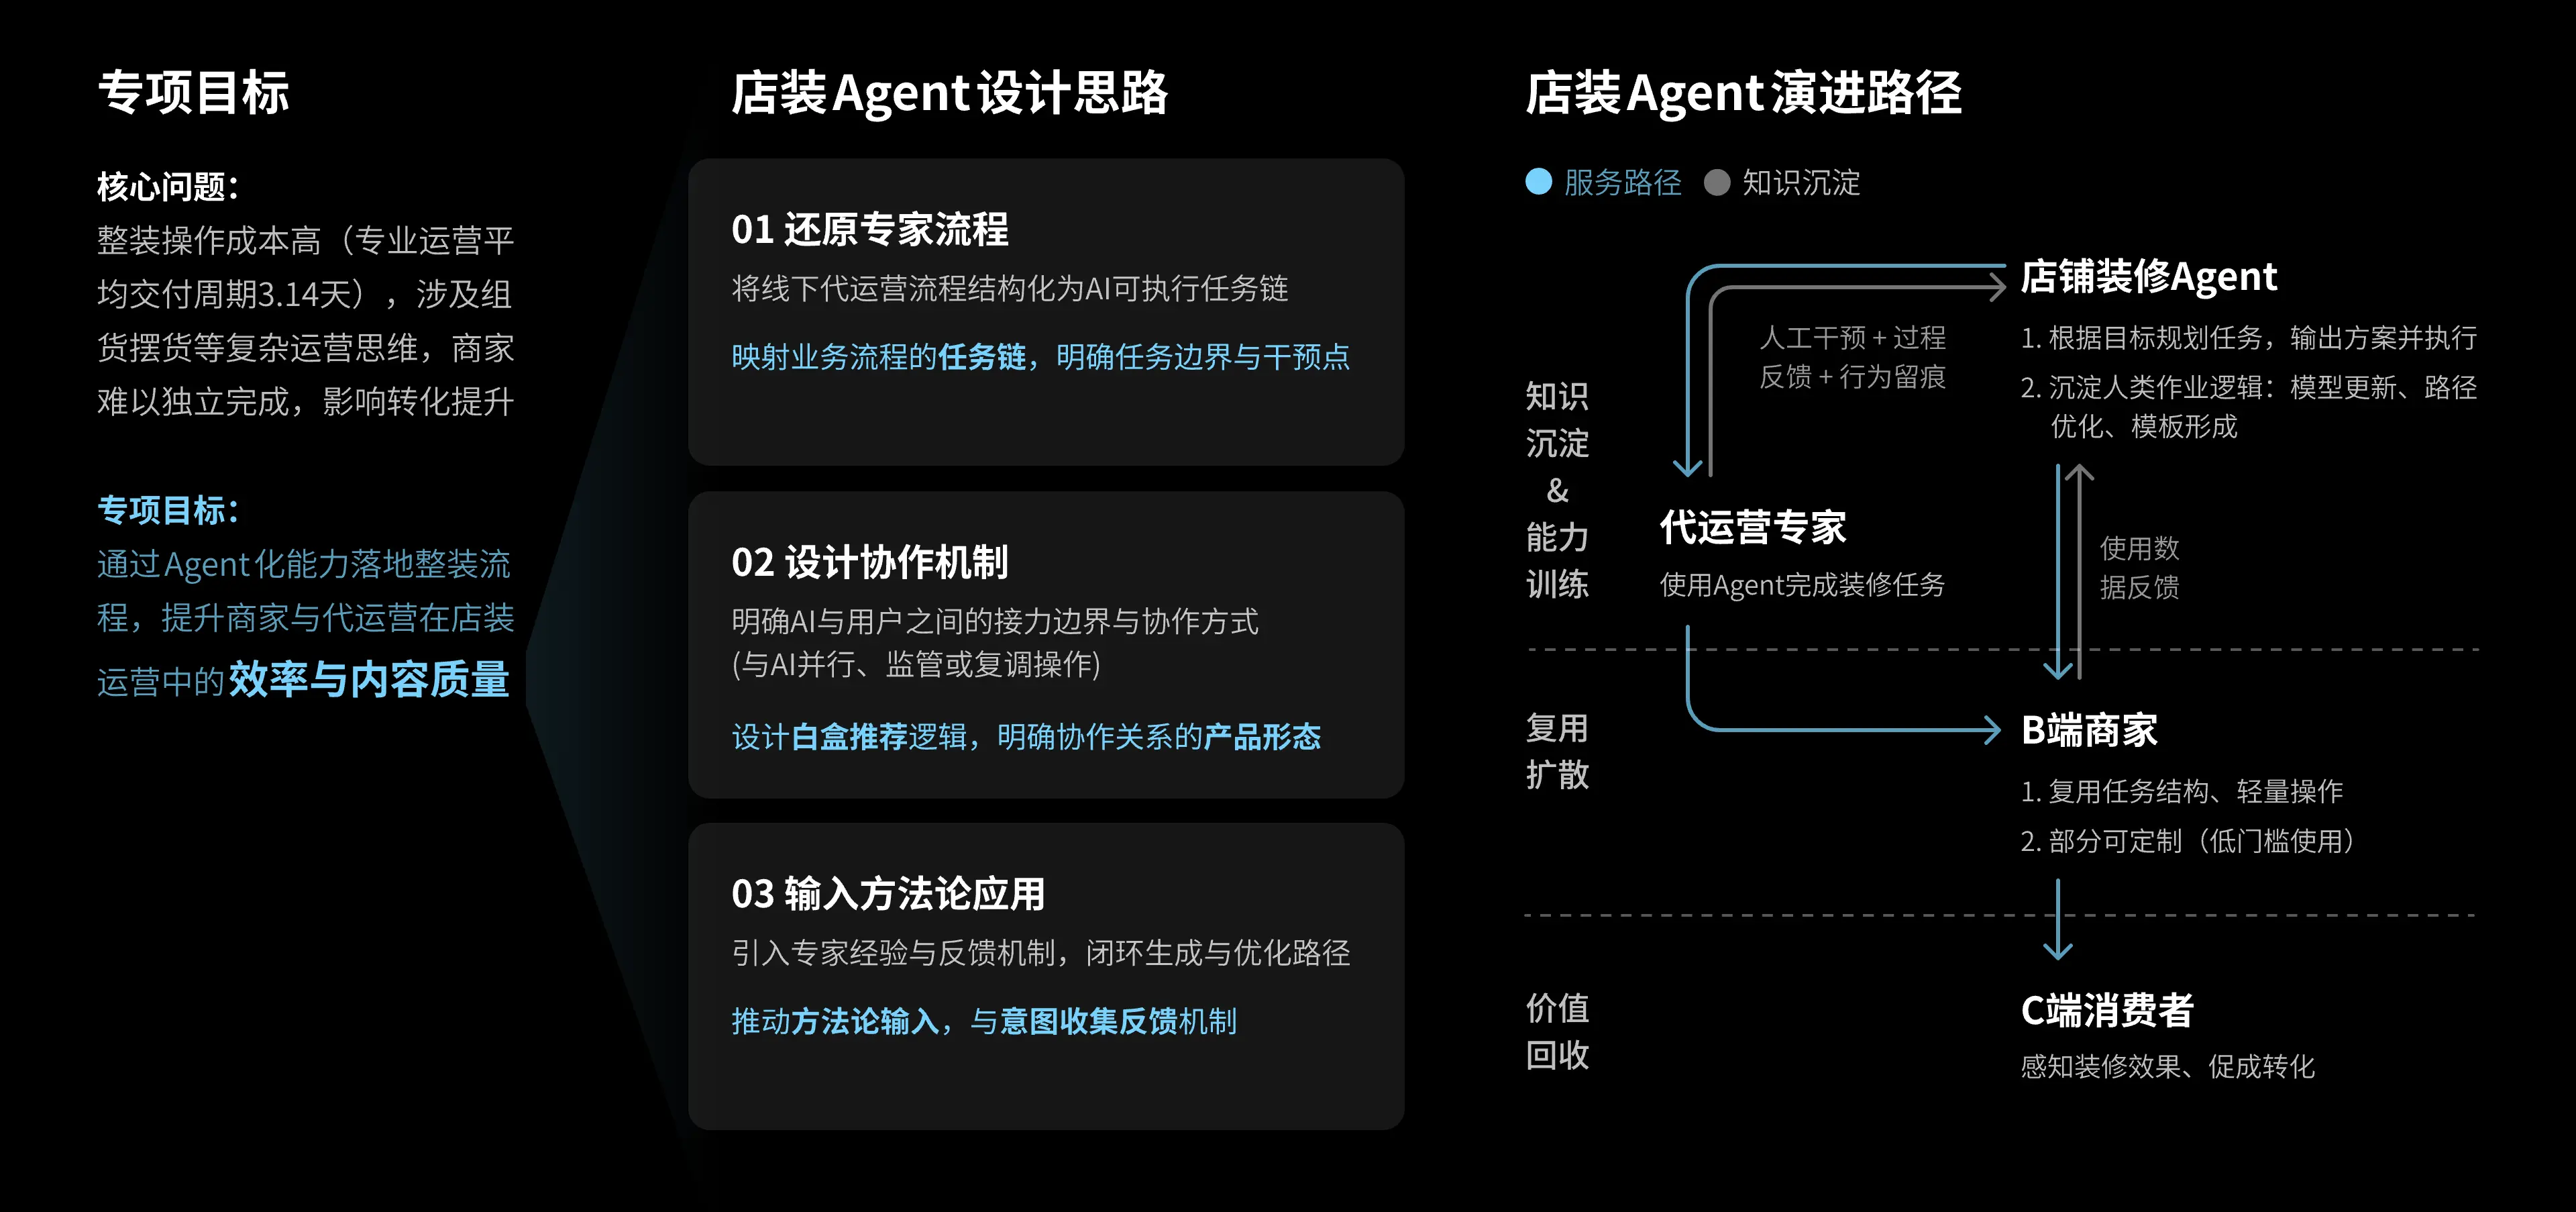 专项目标
核心问题：
整装操作成本高（专业运营平
均交付周期3.14天），涉及组
货摆货等复杂运营思维，商家
难以独立完成，影响转化提升
专项目标：
通过Agent化能力落地整装流
程，提升商家与代运营在店装
运营中的效率与内容质量
店装Agent设计思路
01 还原专家流程
将线下代运营流程结构化为AI可执行任务链
映射业务流程的任务链，明确任务边界与干预点
02 设计协作机制
明确AI与用户之间的接力边界与协作方式
(与AI并行、监管或复调操作)
设计白盒推荐逻辑，明确协作关系的产品形态
03 输入方法论应用
引入专家经验与反馈机制，闭环生成与优化路径
推动方法论输入，与意图收集反馈机制
店装Agent演进路径
服务路径 知识沉淀
知识
沉淀
&
能力
训练
店铺装修Agent
1. 根据目标规划任务，输出方案并执行
2. 沉淀人类作业逻辑：模型更新、路径
优化、模板形成
人工干预 + 过程
反馈 + 行为留痕
代运营专家
使用Agent完成装修任务
使用数
据反馈
复用
扩散
B端商家
1. 复用任务结构、轻量操作
2. 部分可定制（低门槛使用）
价值
回收
C端消费者
感知装修效果、促成转化